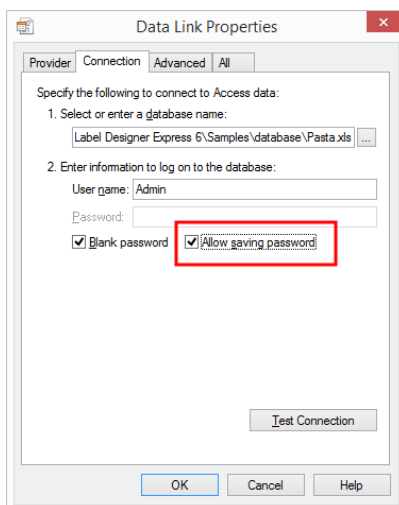 Data Link Properties
Provider Connection Advanced All
Specify the following to connect to Access data:
1. Select or enter a database name:
Label Designer Express 6\Samples\database\Pasta.xls ...
2. Enter information to log on to the database:
User name: Admin
Password:
Blank password Allow saving password
Test Connection
OK Cancel Help